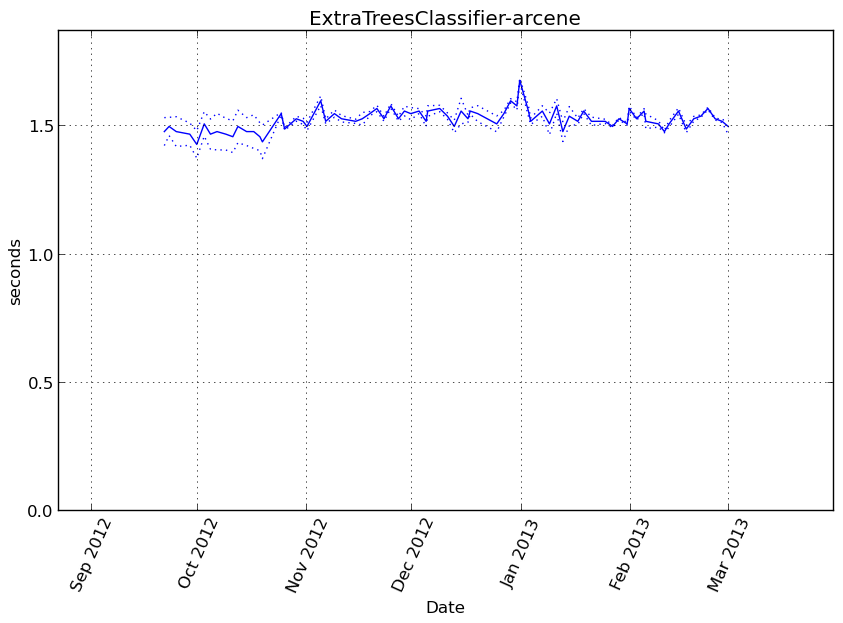 ExtraTreesClassifier-arcene
seconds
1.5
1.0
0.5
0.0
Sep 2012
Oct 2012
Nov 2012
Dec 2012
Jan 2013
Feb 2013
Mar 2013
Date